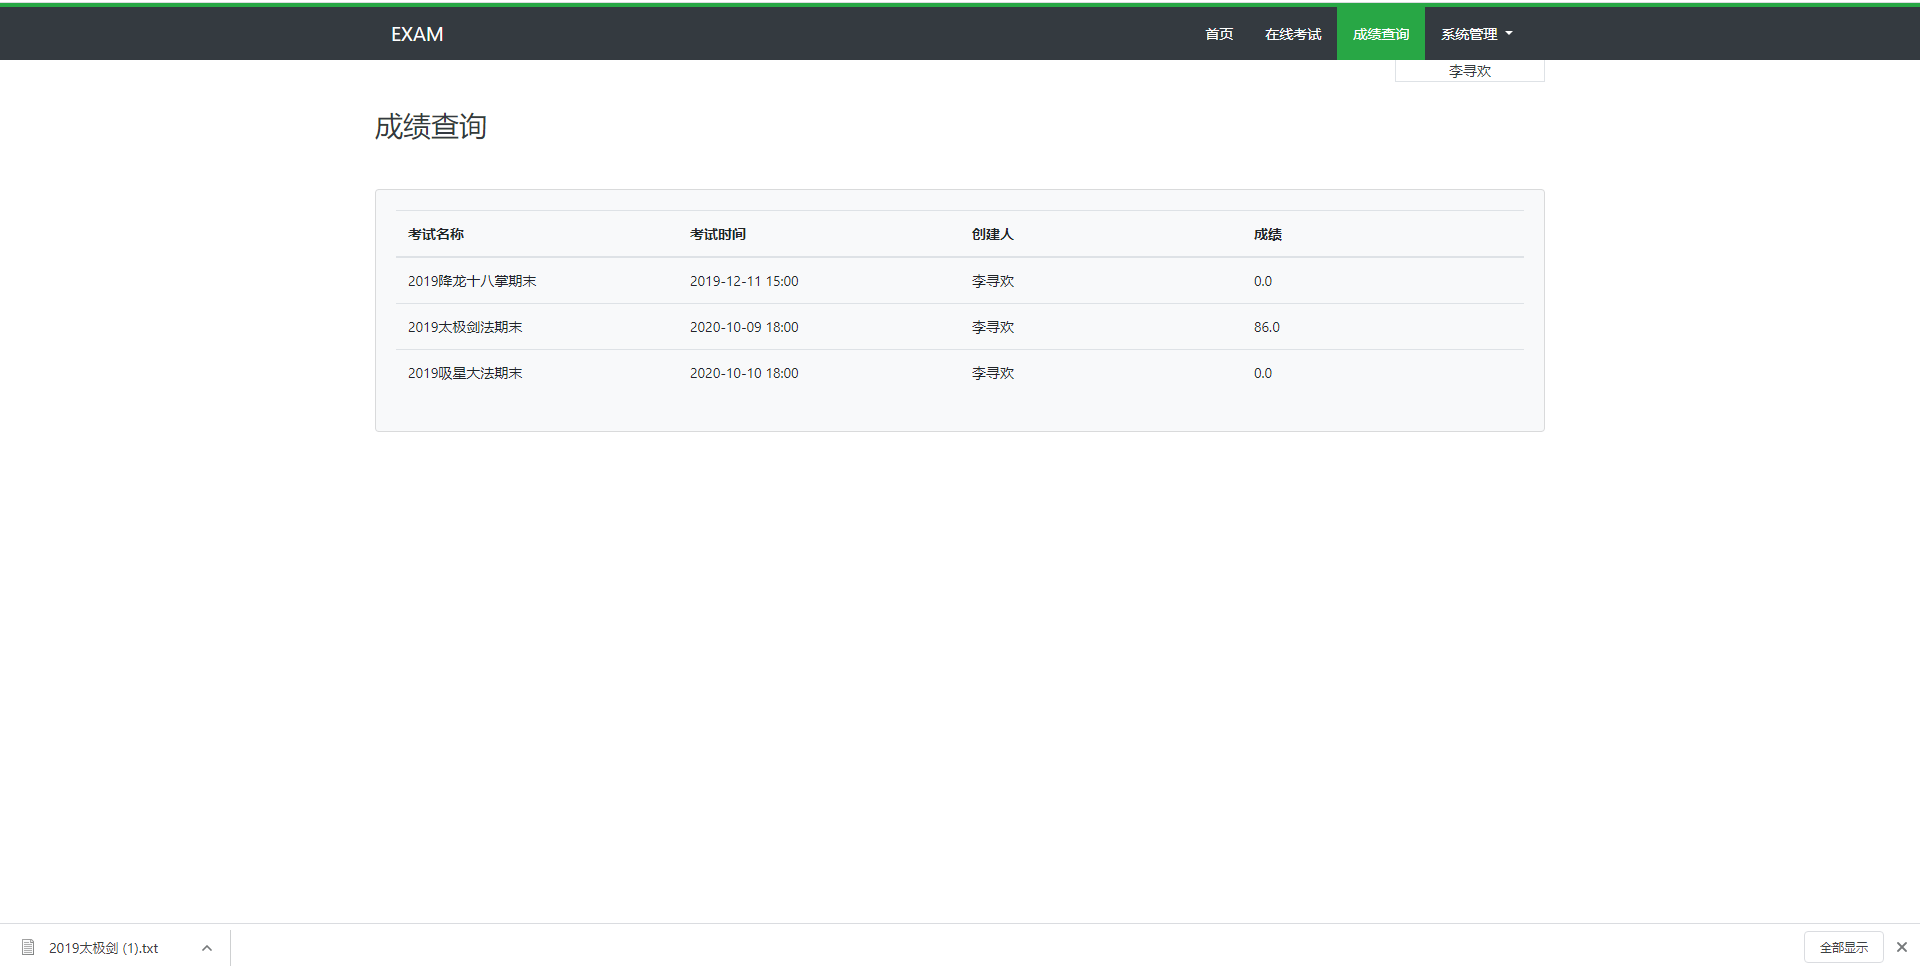 EXAM 首页 在线考试 成绩查询 系统管理
李寻欢
成绩查询
考试名称 考试时间 创建人 成绩
2019降龙十八掌期末 2019-12-11 15:00 李寻欢 0.0
2019太极剑法期末 2020-10-09 18:00 李寻欢 86.0
2019吸星大法期末 2020-10-10 18:00 李寻欢 0.0
2019太极剑 (1).txt 全部显示